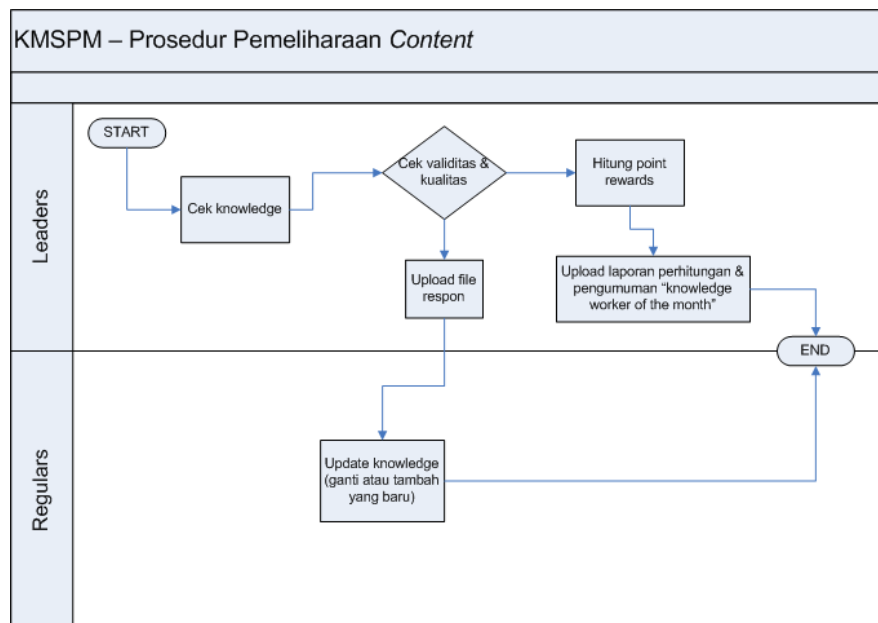 KMSPM – Prosedur Pemeliharaan Content
Leaders
START
Cek knowledge
Cek validitas &
kualitas
Hitung point
rewards
Upload file
respon
Upload laporan perhitungan &
pengumuman “knowledge
worker of the month”
END
Regulars
Update knowledge
(ganti atau tambah
yang baru)